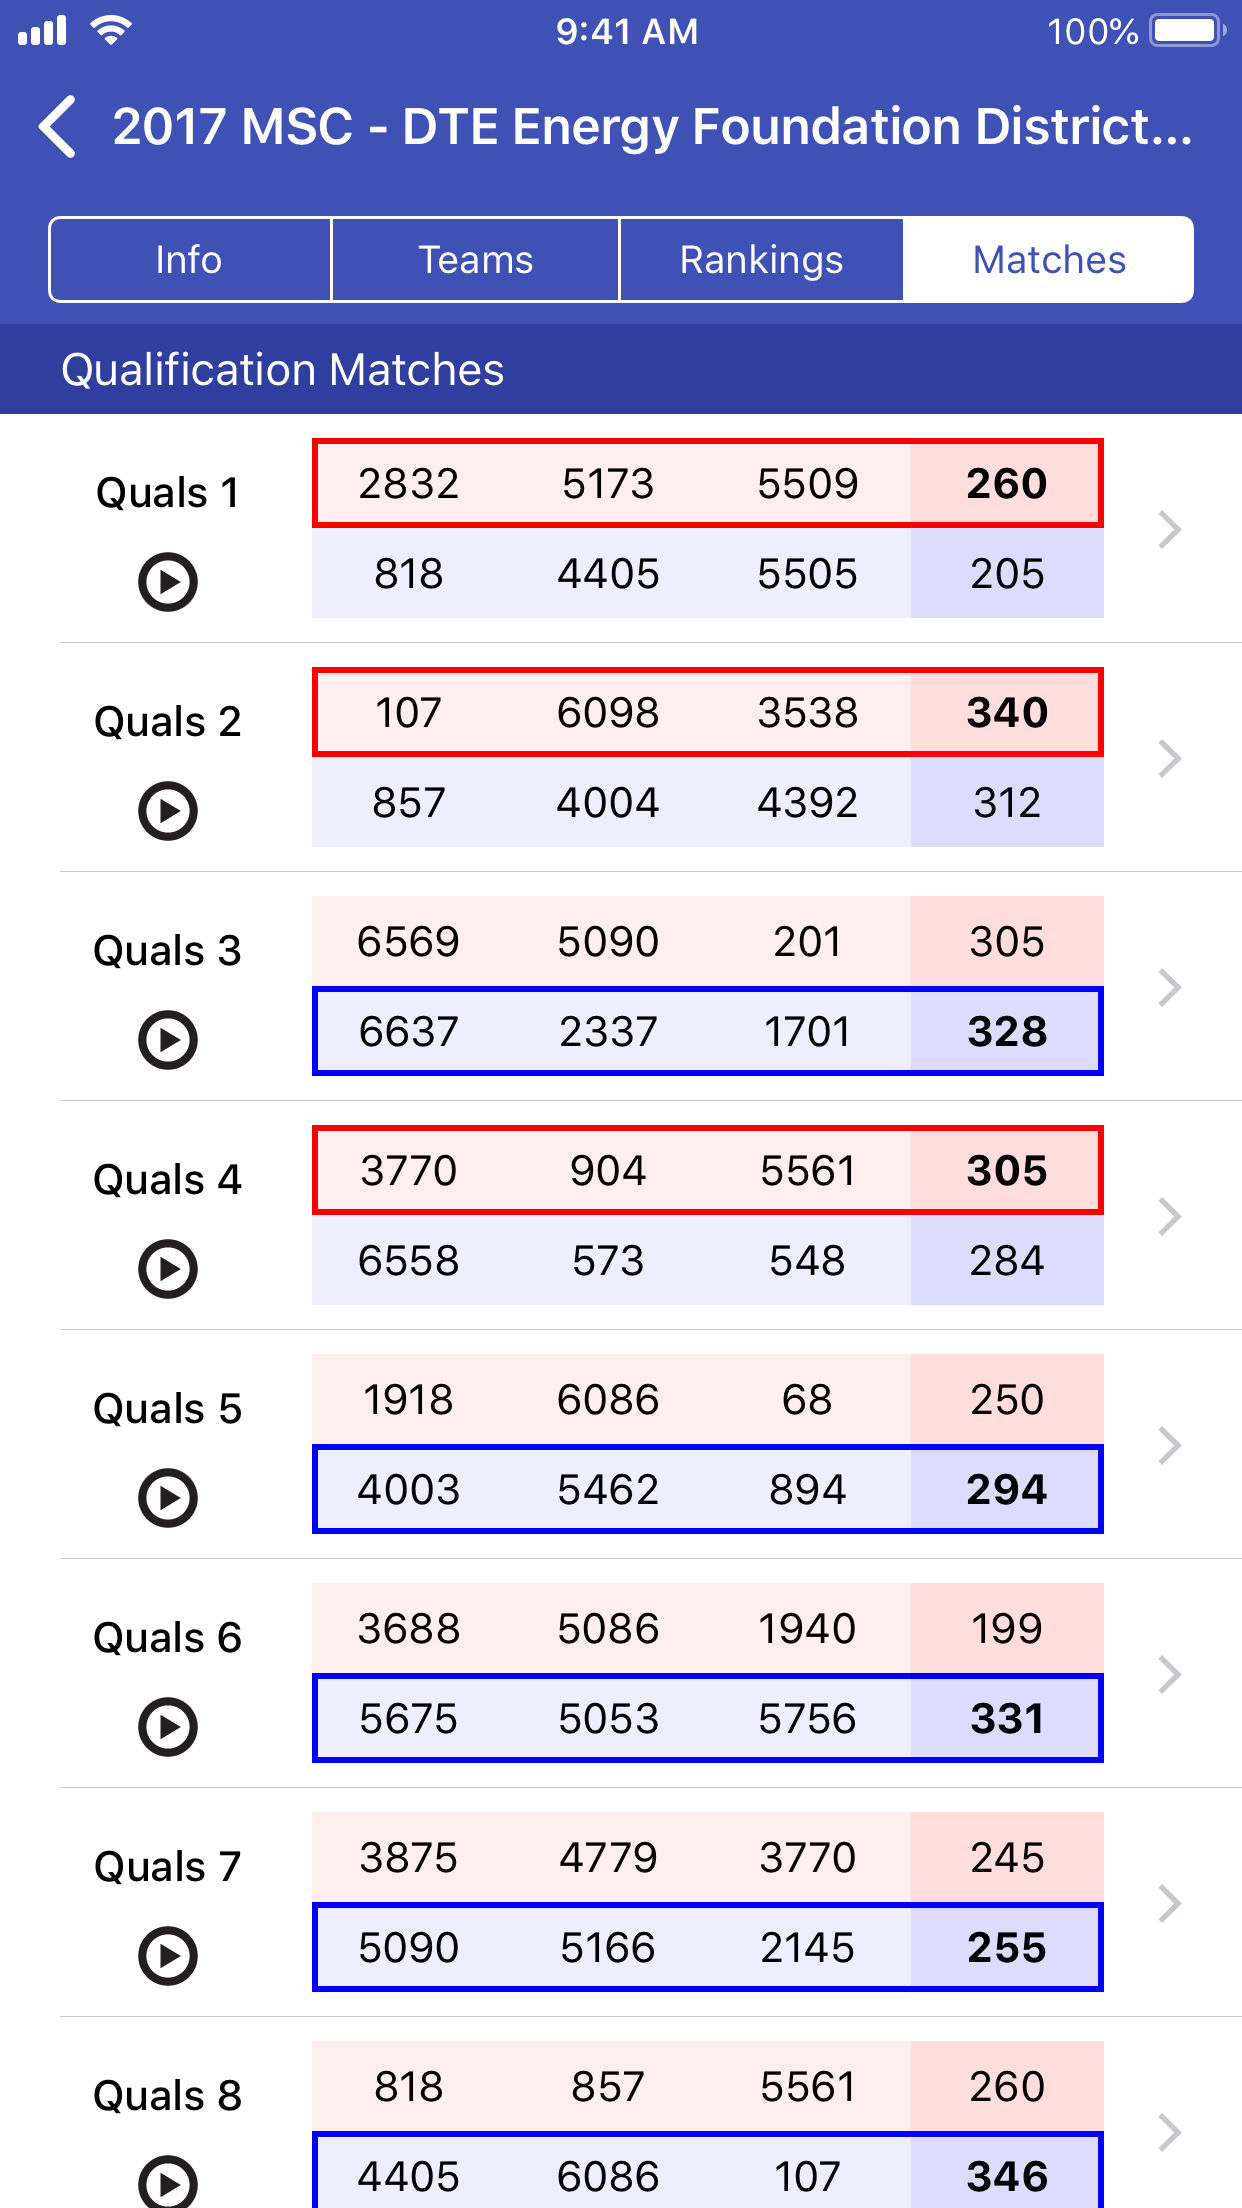 9:41 AM 100%
2017 MSC - DTE Energy Foundation District...
Info Teams Rankings Matches
Qualification Matches
Quals 1
2832 5173 5509 260
818 4405 5505 205
Quals 2
107 6098 3538 340
857 4004 4392 312
Quals 3
6569 5090 201 305
6637 2337 1701 328
Quals 4
3770 904 5561 305
6558 573 548 284
Quals 5
1918 6086 68 250
4003 5462 894 294
Quals 6
3688 5086 1940 199
5675 5053 5756 331
Quals 7
3875 4779 3770 245
5090 5166 2145 255
Quals 8
818 857 5561 260
4405 6086 107 346